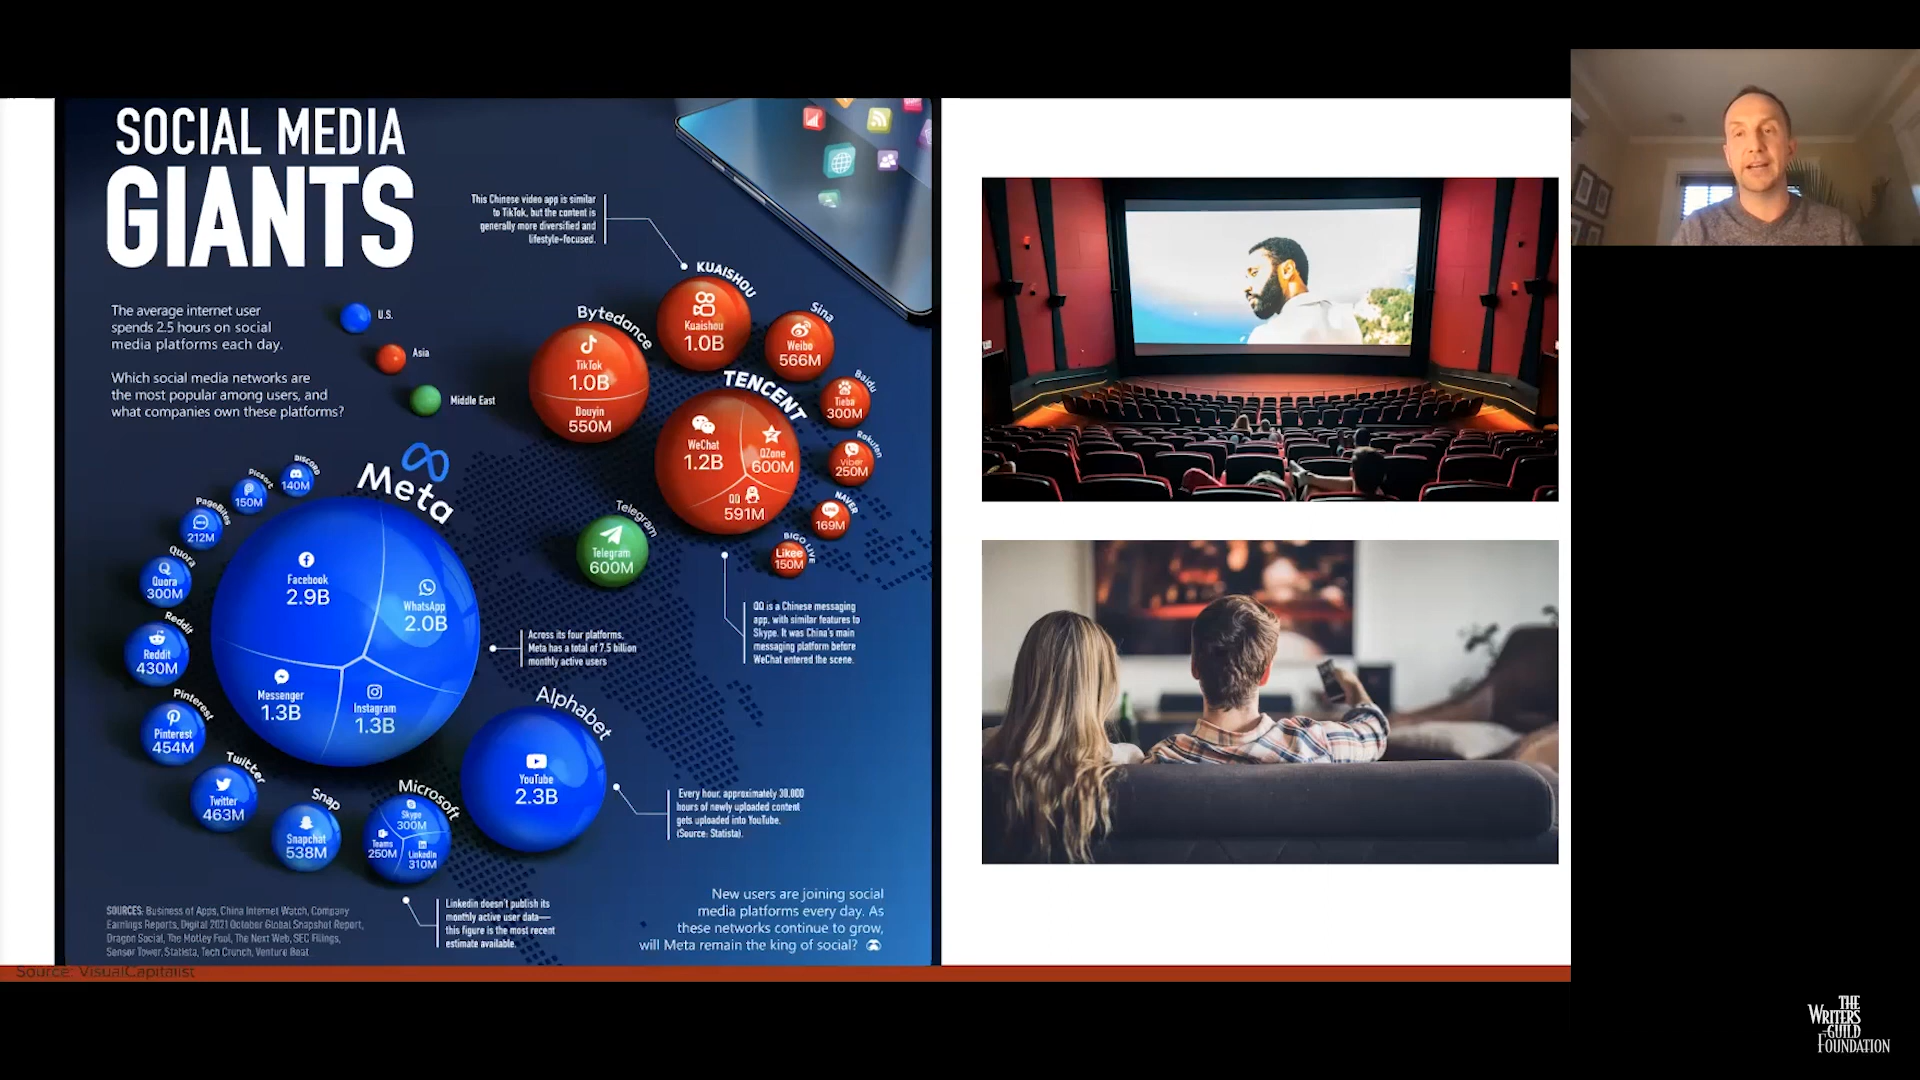 SOCIAL MEDIA
GIANTS
The average internet user
spends 2.5 hours on social
media platforms each day.
Which social media networks are
the most popular among users, and
what companies own these platforms?
U.S.
Asia
Middle East
This Chinese video app is similar
to TikTok, but the content is
generally more diversified and
lifestyle-focused.
KUAISHOU
Kuaishou
1.0B
Bytedance
TikTok
1.0B
Douyin
550M
Sina
Weibo
566M
TENCENT
WeChat
1.2B
QZone
600M
QQ
591M
Baidu
Tieba
300M
Rakuten
Viber
250M
NAVER
LINE
169M
BIGO LIVE
Likee
150M
Telegram
Telegram
600M
QQ is a Chinese messaging
app, with similar features to
Skype. It was China's main
messaging platform before
WeChat entered the scene.
Meta
Facebook
2.9B
WhatsApp
2.0B
Messenger
1.3B
Instagram
1.3B
Across its four platforms,
Meta has a total of 7.5 billion
monthly active users
DISCORD
140M
Picsart
150M
PageBites
212M
Quora
Quora
300M
Reddit
Reddit
430M
Pinterest
Pinterest
454M
Twitter
Twitter
463M
Snap
Snapchat
538M
Microsoft
Skype
300M
Teams
250M
LinkedIn
310M
Alphabet
YouTube
2.3B
Every hour, approximately 30,000
hours of newly uploaded content
gets uploaded into YouTube.
(Source: Statista).
Linkedin doesn't publish its
monthly active user data—
this figure is the most recent
estimate available.
New users are joining social
media platforms every day. As
these networks continue to grow,
will Meta remain the king of social?
SOURCES: Business of Apps, China Internet Watch, Company
Earnings Reports, Digital 2021 October Global Snapshot Report,
Dragon Social, The Motley Fool, The Next Web, SEC Filings,
Sensor Tower, Statista, Tech Crunch, Venture Beat
Source: VisualCapitalist
THE
WRITERS
GUILD
FOUNDATION